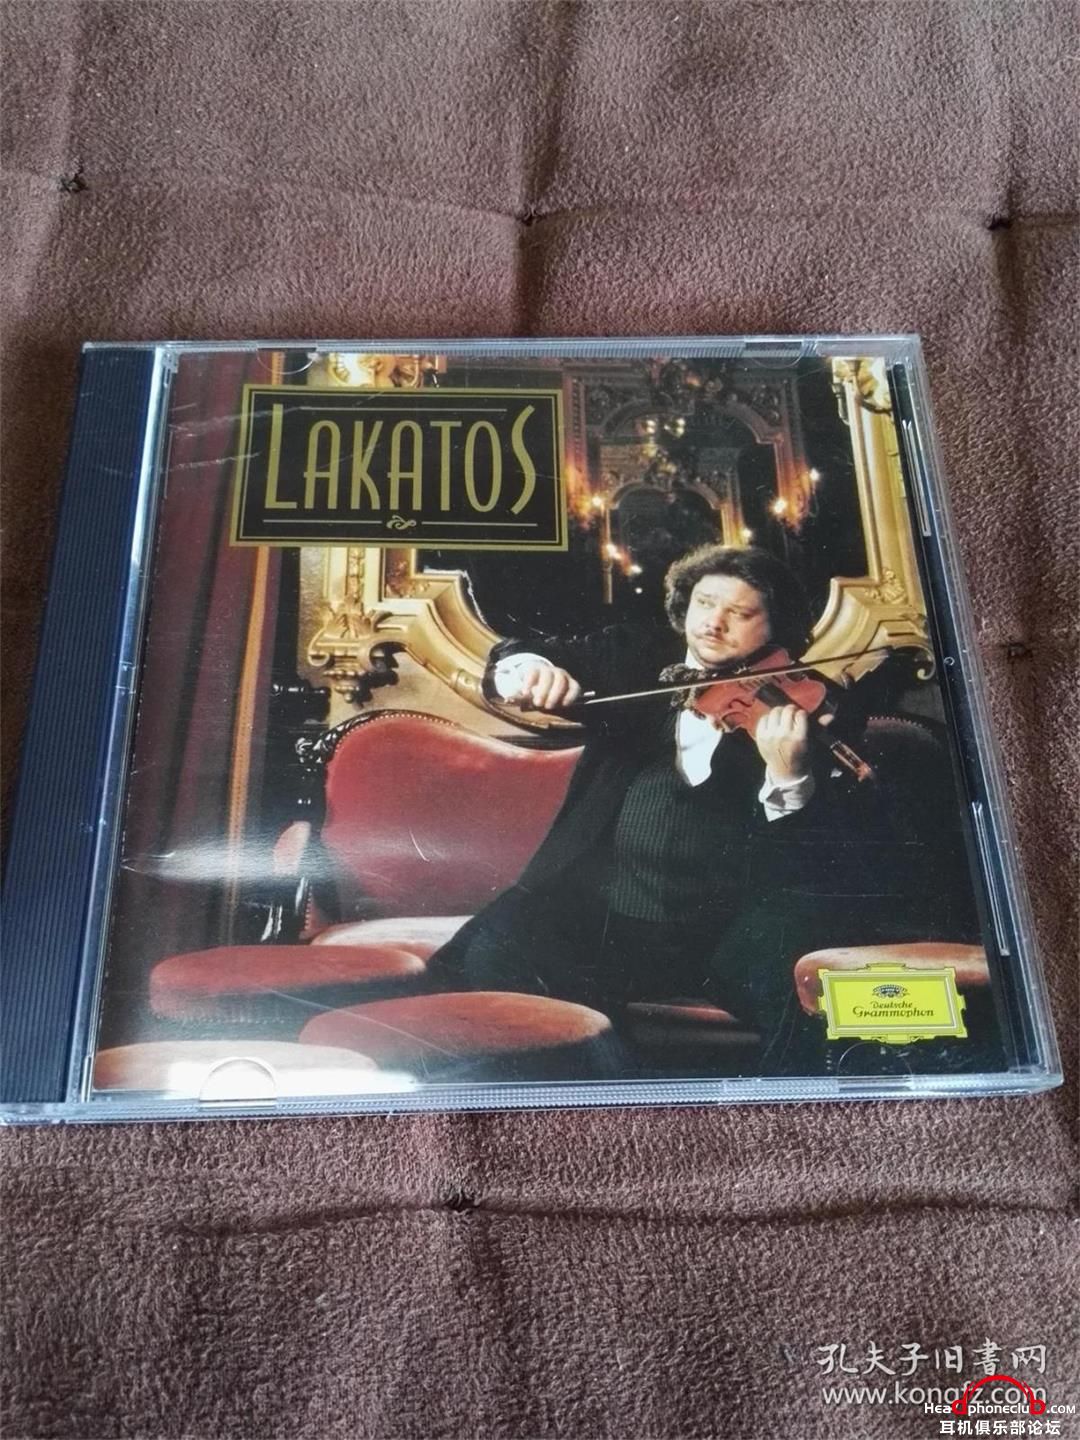 LAKATOS
Deutsche
Grammophon
孔夫子旧書网
www.kongfz.com
Headphoneclub.com
耳机俱乐部论坛